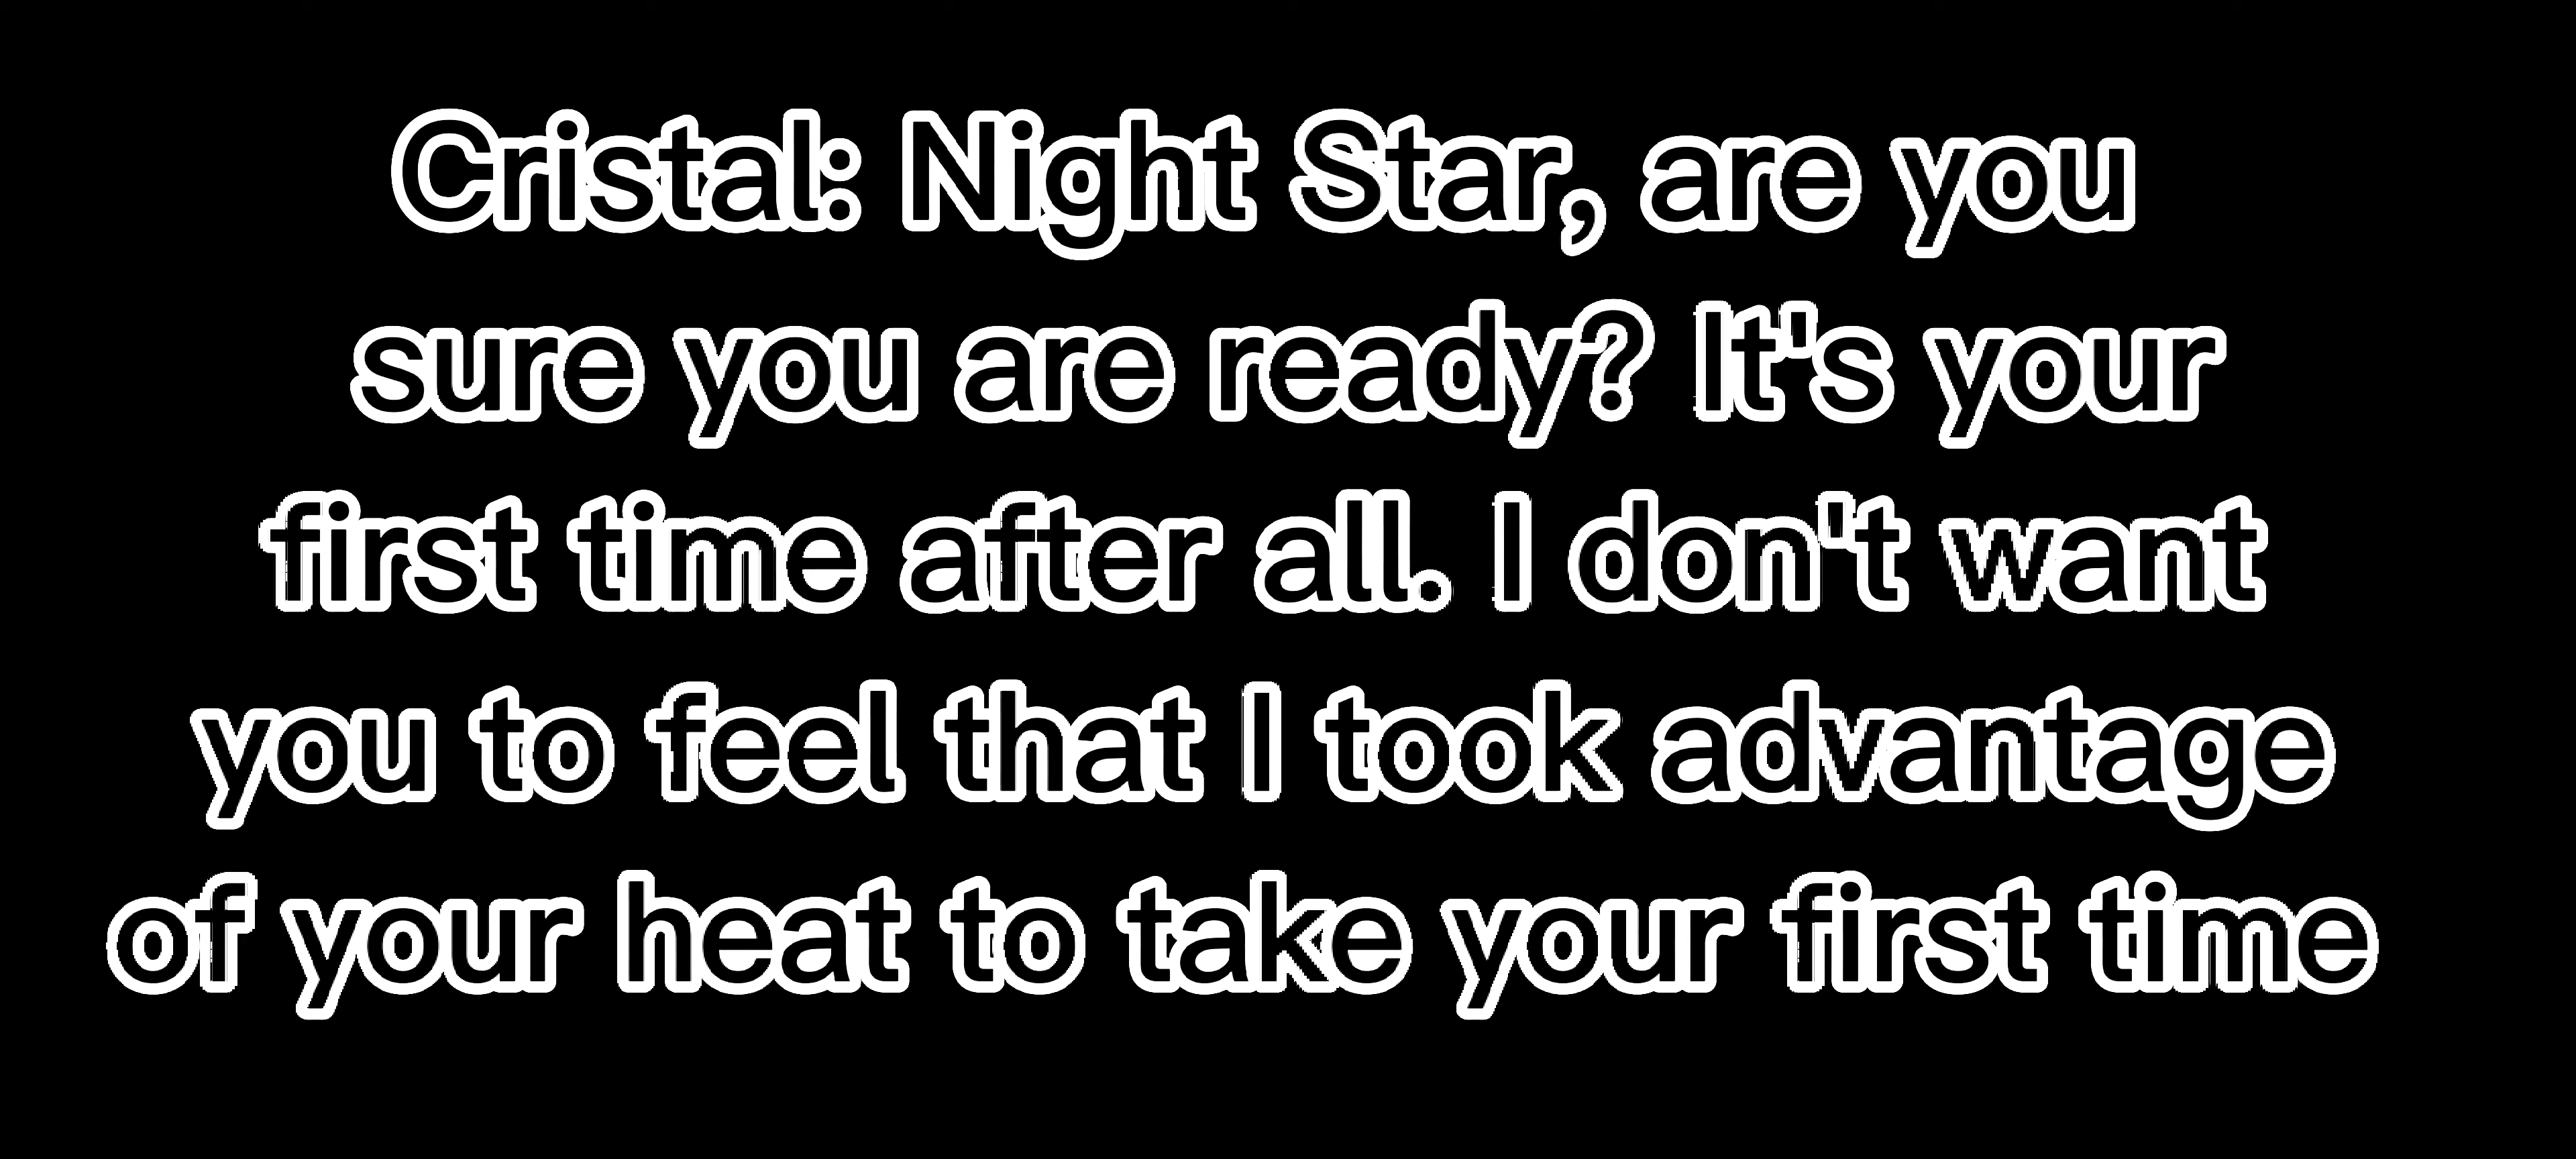 Cristal: Night Star, are you
sure you are ready? It's your
first time after all. I don't want
you to feel that I took advantage
of your heat to take your first time